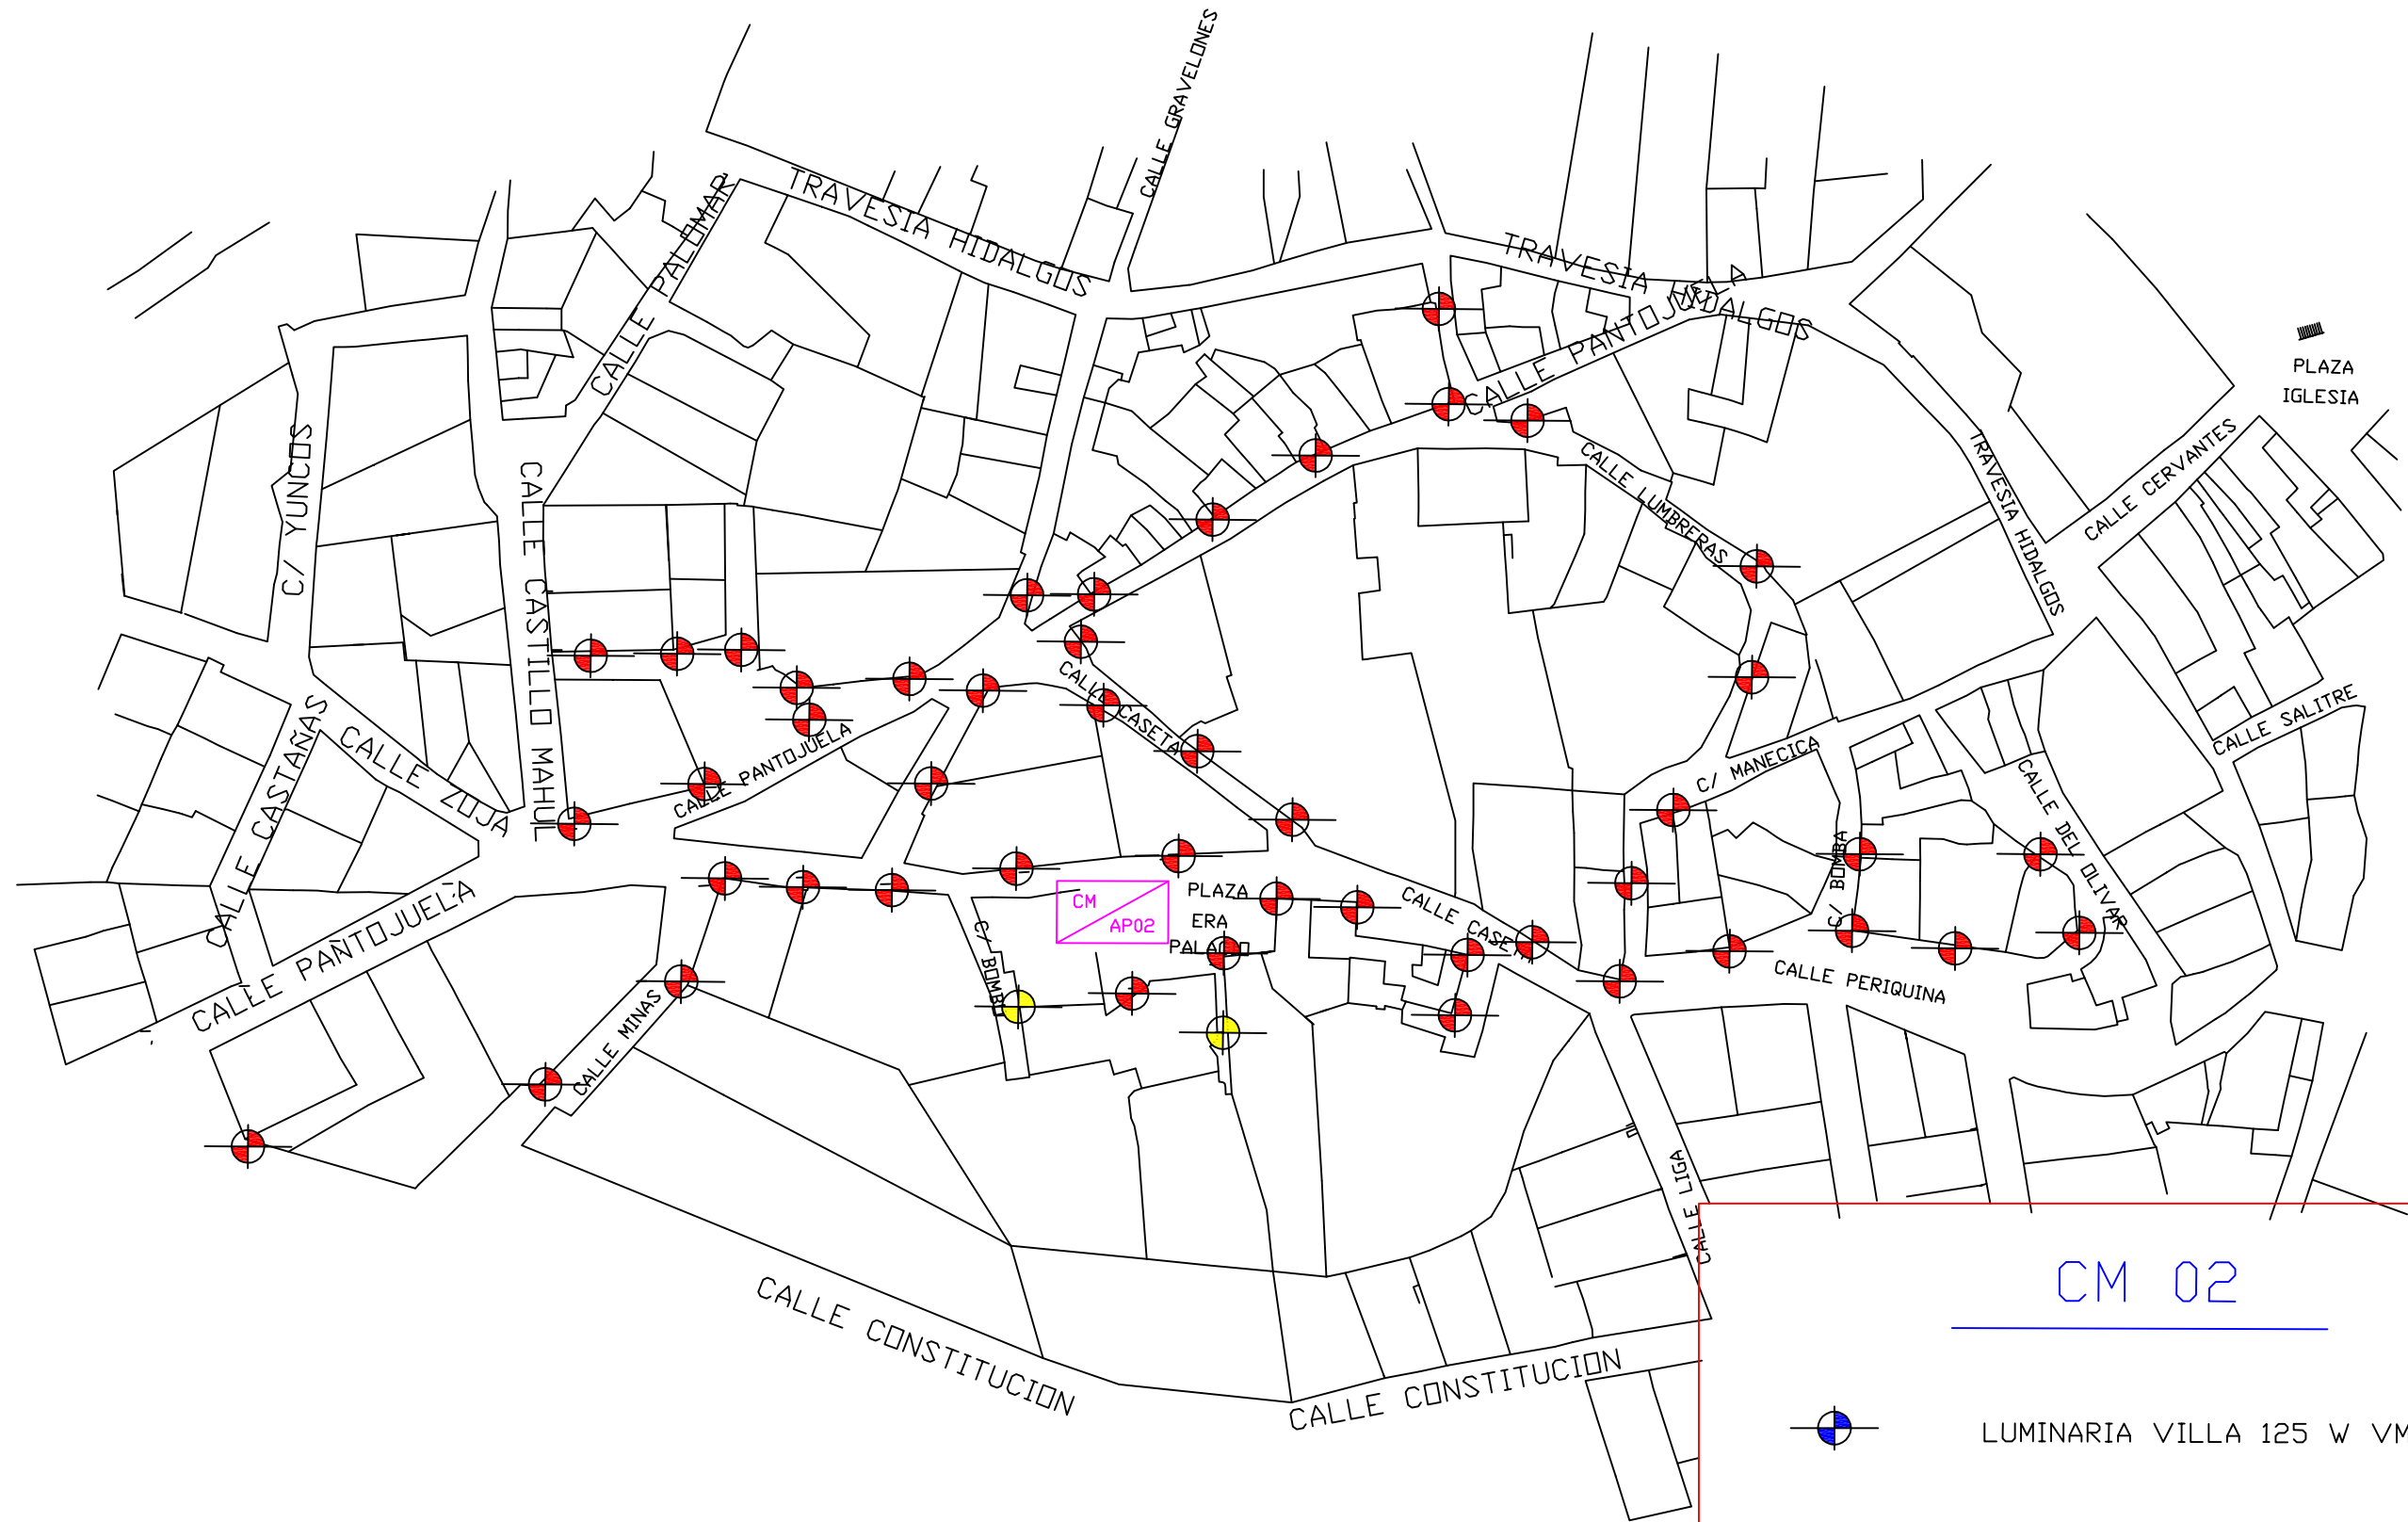 CALLE GRAVELONES
TRAVESIA HIDALGOS
CALLE PALOMAR
TRAVESIA HIDALGOS
CALLE PANTOJUELA
PLAZA
IGLESIA
C/ YUNCOS
CALLE CASTILLO MAHUL
CALLE LUMBRERAS
TRAVESIA HIDALGOS
CALLE CERVANTES
CALLE CASETA
CALLE SALITRE
CALLE CASTAÑAS
CALLE ZOJA
CALLE PANTOJUELA
C/ MANECICA
CALLE DEL OLIVAR
C/ BOMBA
CALLE PANTOJUELA
CM
AP02
PLAZA
ERA
PALACIO
CALLE CASETA
C/ BOMBA
CALLE PERIQUINA
CALLE MINAS
CALLE LIGA
CALLE CONSTITUCION
CALLE CONSTITUCION
CM 02
LUMINARIA VILLA 125 W VM